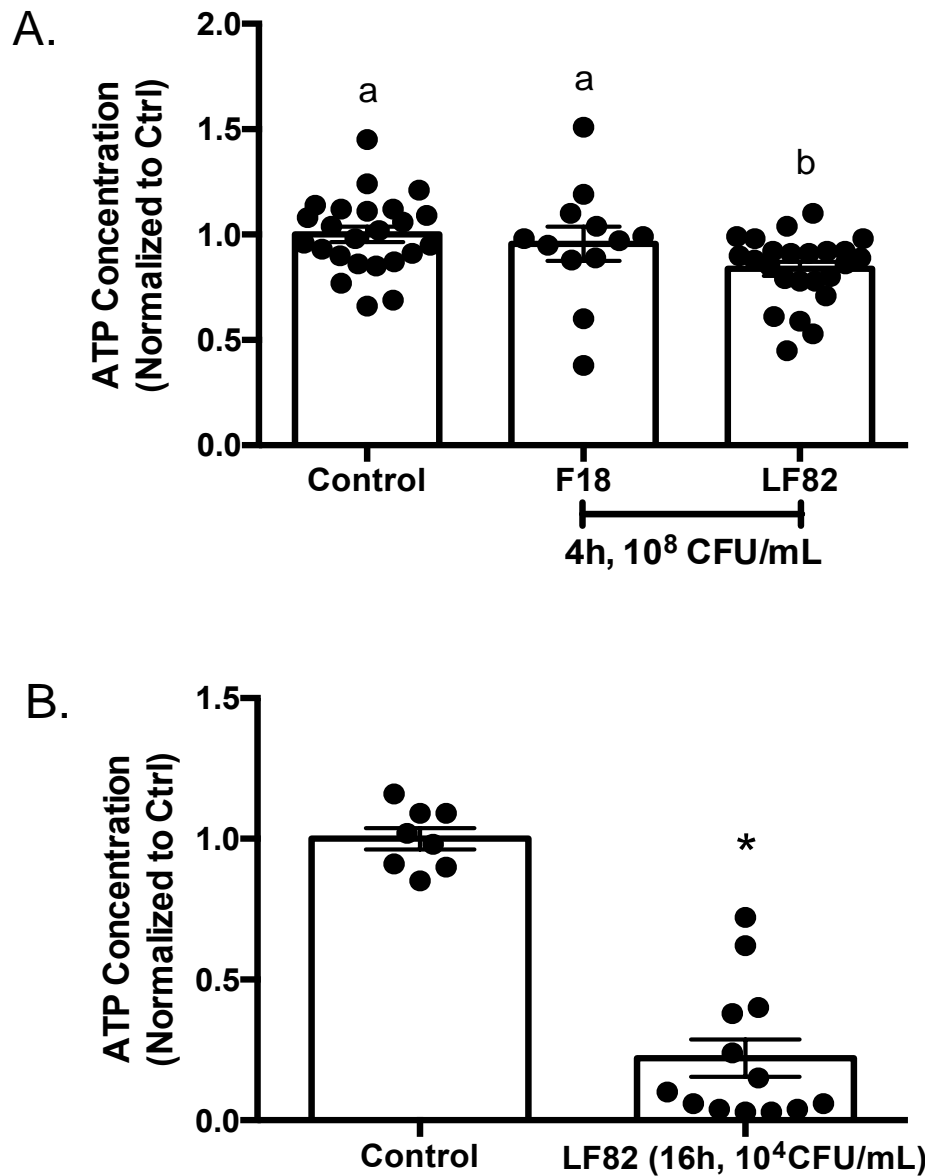 A.
ATP Concentration
(Normalized to Ctrl)
2.0
1.5
1.0
0.5
0.0
a
a
b
Control
F18
LF82
4h, 10⁸ CFU/mL
B.
ATP Concentration
(Normalized to Ctrl)
1.5
1.0
0.5
0.0
*
Control
LF82 (16h, 10⁴CFU/mL)